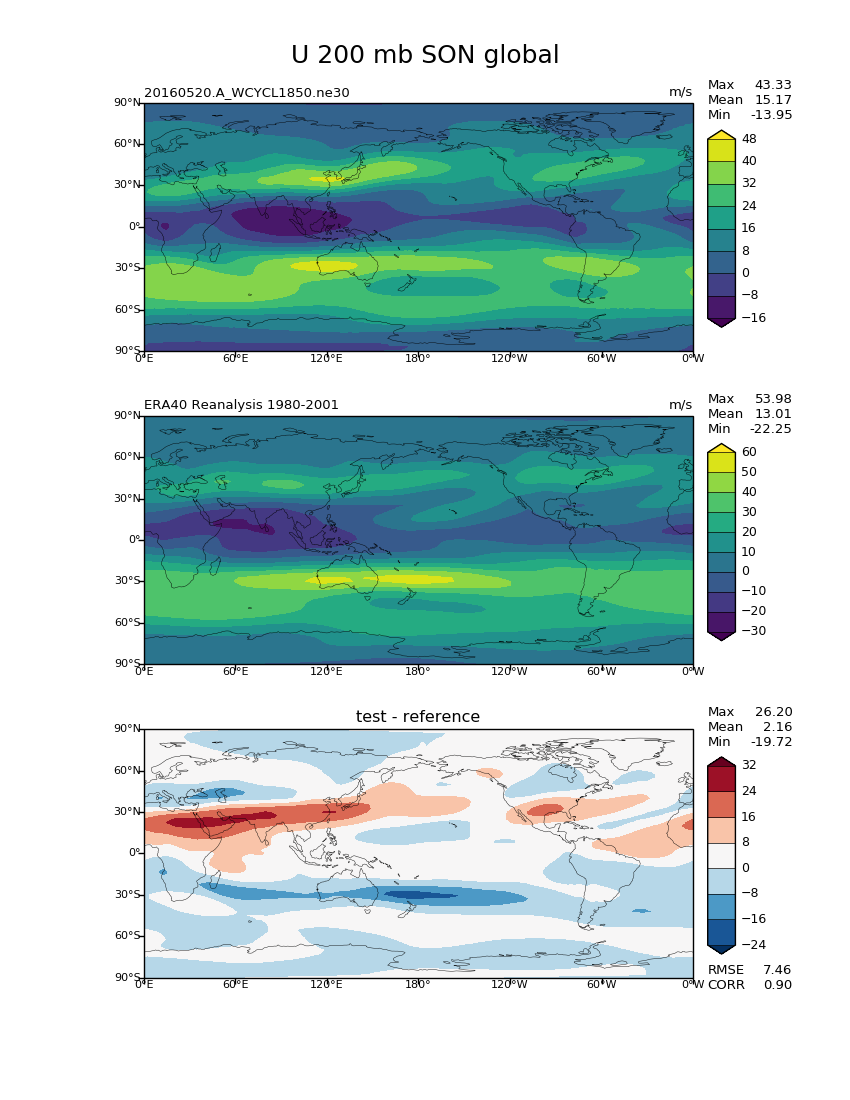 U 200 mb SON global
20160520.A_WCYCL1850.ne30
m/s
Max 43.33
Mean 15.17
Min -13.95
90°N
60°N
30°N
0°
30°S
60°S
90°S
0°E
60°E
120°E
180°
120°W
60°W
0°W
48
40
32
24
16
8
0
−8
−16
ERA40 Reanalysis 1980-2001
m/s
Max 53.98
Mean 13.01
Min -22.25
90°N
60°N
30°N
0°
30°S
60°S
90°S
0°E
60°E
120°E
180°
120°W
60°W
0°W
60
50
40
30
20
10
0
−10
−20
−30
test - reference
Max 26.20
Mean 2.16
Min -19.72
90°N
60°N
30°N
0°
30°S
60°S
90°S
0°E
60°E
120°E
180°
120°W
60°W
0°W
32
24
16
8
0
−8
−16
−24
RMSE 7.46
CORR 0.90